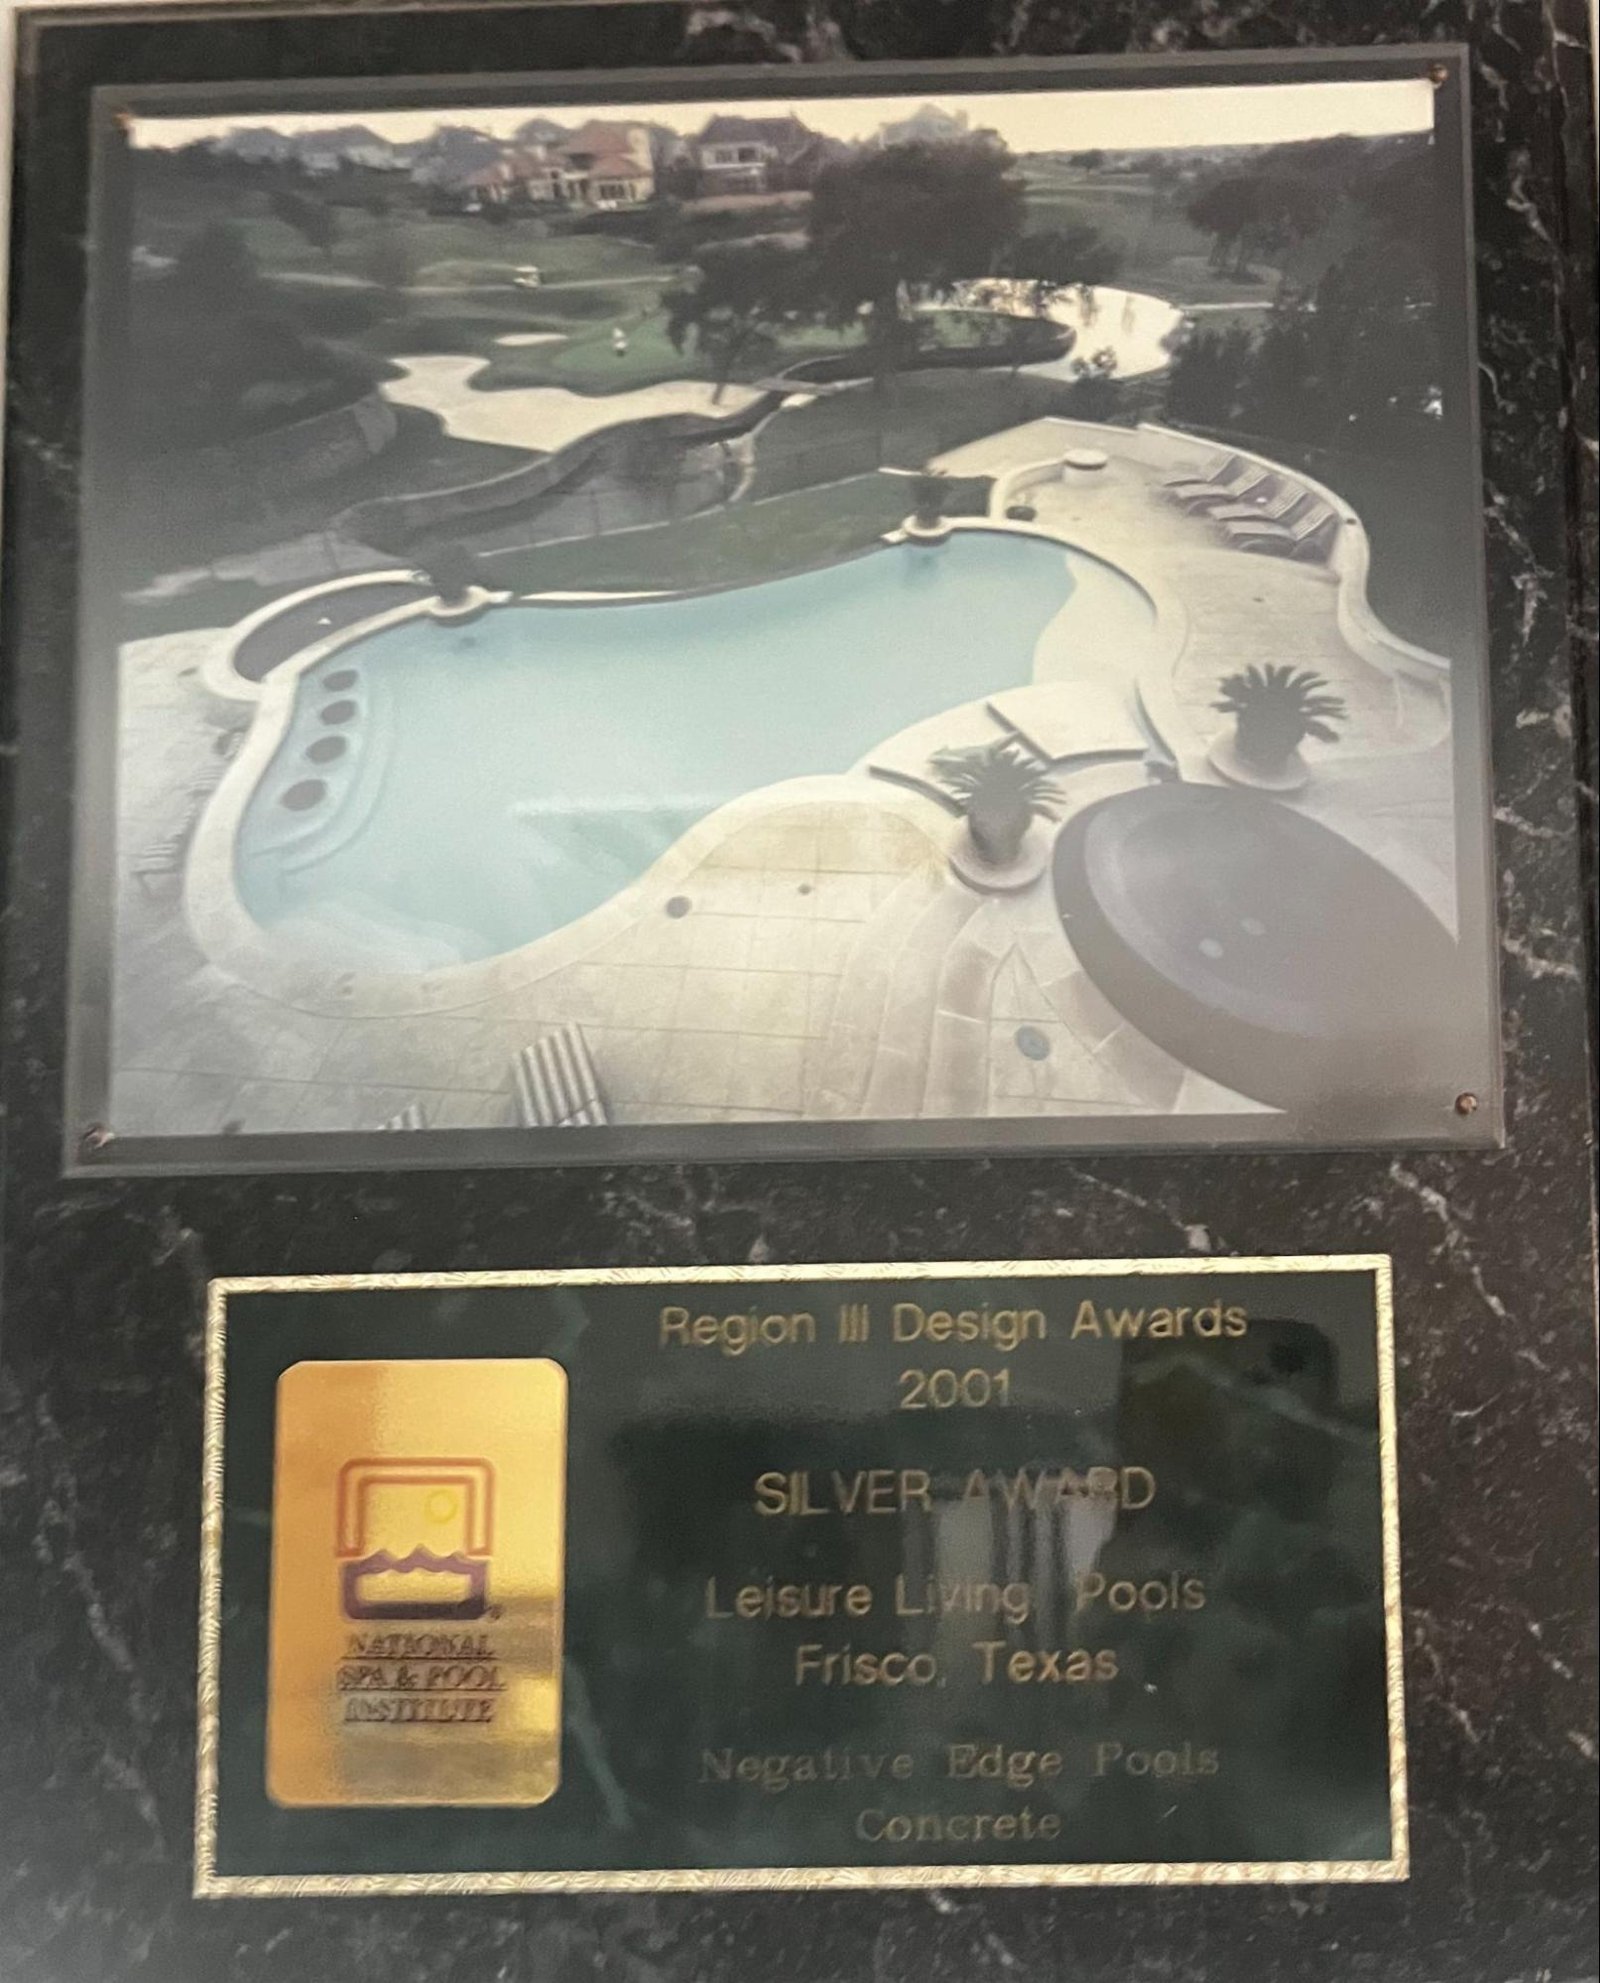 Region III Design Awards
2001
SILVER AWARD
Leisure Living Pools
Frisco, Texas
Negative Edge Pools
Concrete
NATIONAL
SPA & POOL
INSTITUTE